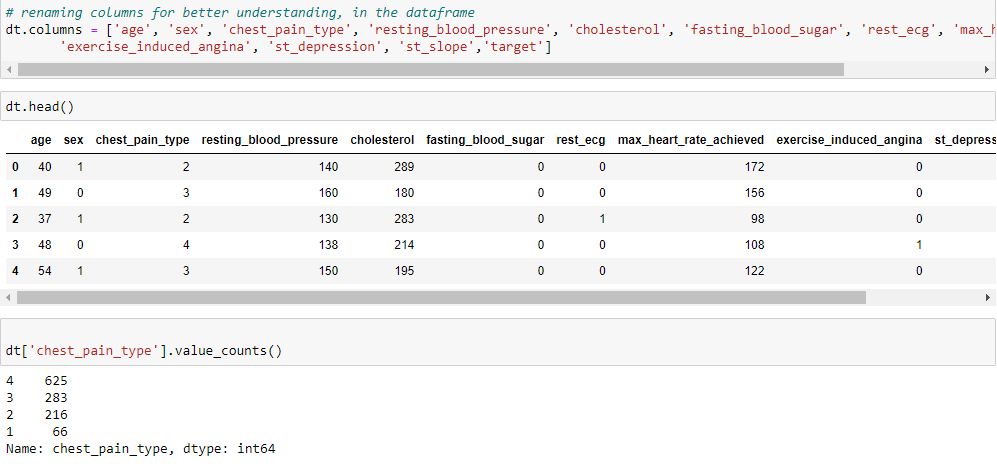 # renaming columns for better understanding, in the dataframe
dt.columns = ['age', 'sex', 'chest_pain_type', 'resting_blood_pressure', 'cholesterol', 'fasting_blood_sugar', 'rest_ecg', 'max_h
'exercise_induced_angina', 'st_depression', 'st_slope','target']
dt.head()
age sex chest_pain_type resting_blood_pressure cholesterol fasting_blood_sugar rest_ecg max_heart_rate_achieved exercise_induced_angina st_depress
0 40 1 2 140 289 0 0 172 0
1 49 0 3 160 180 0 0 156 0
2 37 1 2 130 283 0 1 98 0
3 48 0 4 138 214 0 0 108 1
4 54 1 3 150 195 0 0 122 0
dt['chest_pain_type'].value_counts()
4 625
3 283
2 216
1 66
Name: chest_pain_type, dtype: int64